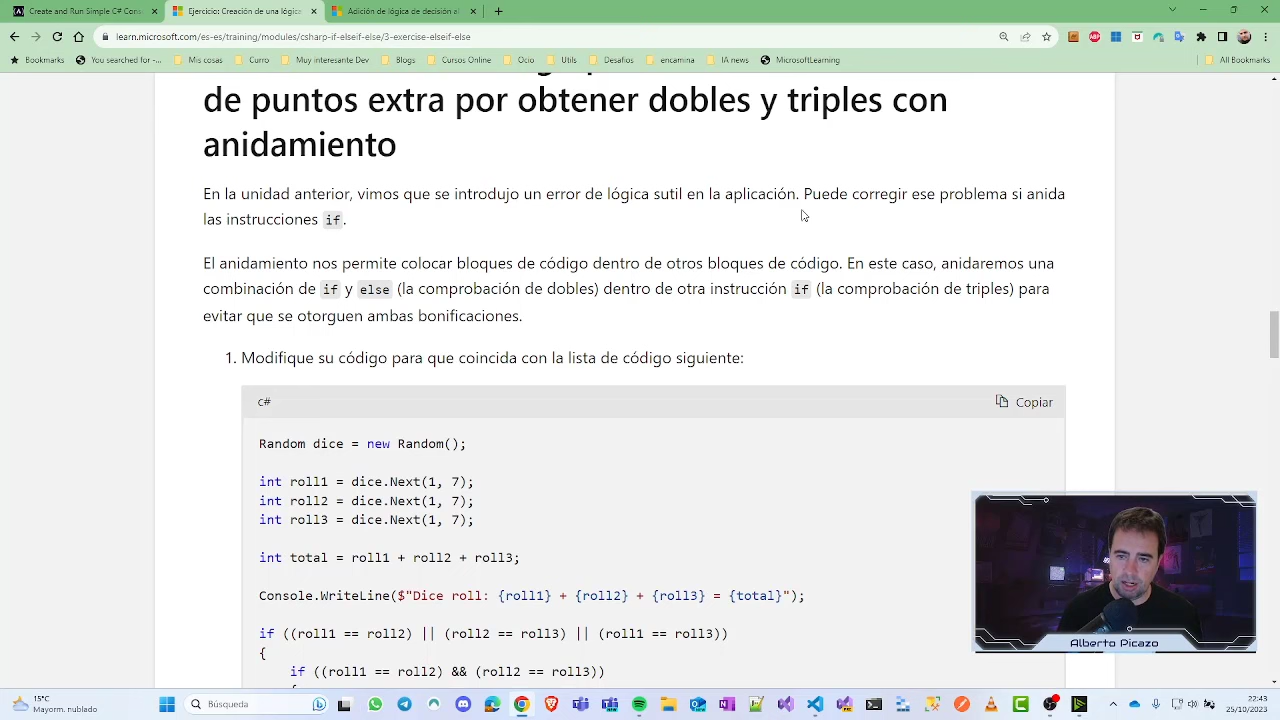 Create and Run Simple C# Con
Ejercicio: Creación de una lógica
Adición de lógica de decisión al
learn.microsoft.com/es-es/training/modules/csharp-if-elseif-else/3-exercise-elseif-else
Bookmarks
You searched for -...
Mis cosas
Curro
Muy interesante Dev
Blogs
Cursos Online
Ocio
Utils
Desafios
encamina
IA news
MicrosoftLearning
All Bookmarks
de puntos extra por obtener dobles y triples con
anidamiento
En la unidad anterior, vimos que se introdujo un error de lógica sutil en la aplicación. Puede corregir ese problema si anida
las instrucciones if.
El anidamiento nos permite colocar bloques de código dentro de otros bloques de código. En este caso, anidaremos una
combinación de if y else (la comprobación de dobles) dentro de otra instrucción if (la comprobación de triples) para
evitar que se otorguen ambas bonificaciones.
1. Modifique su código para que coincida con la lista de código siguiente:
c#
Copiar
Random dice = new Random();
int roll1 = dice.Next(1, 7);
int roll2 = dice.Next(1, 7);
int roll3 = dice.Next(1, 7);
int total = roll1 + roll2 + roll3;
Console.WriteLine($"Dice roll: {roll1} + {roll2} + {roll3} = {total}");
if ((roll1 == roll2) || (roll2 == roll3) || (roll1 == roll3))
{
if ((roll1 == roll2) && (roll2 == roll3))
Alberto Picazo
15°C
Mayorm. nublado
Búsqueda
22:43
25/10/2023